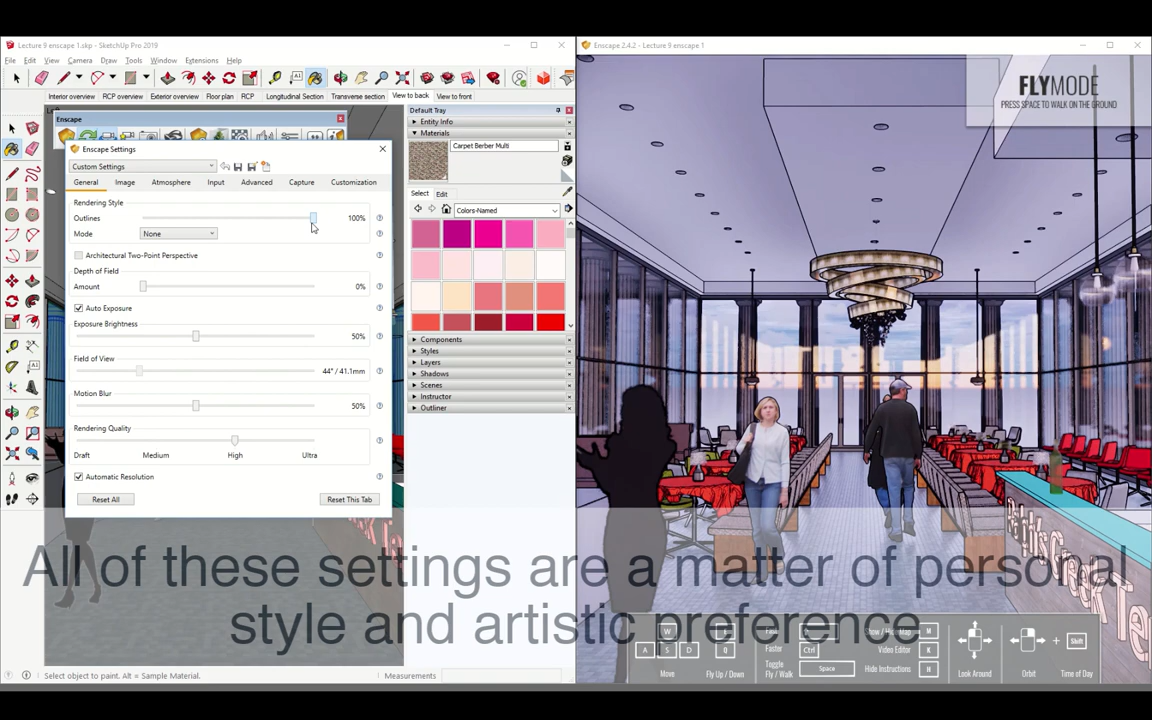 Lecture 9 enscape 1.skp - SketchUp Pro 2019
File Edit View Camera Draw Tools Window Extensions Help
Interior overview RCP overview Exterior overview Floor plan RCP Longitudinal Section Transverse section View to back View to front
Enscape
Enscape Settings
Custom Settings
General Image Atmosphere Input Advanced Capture Customization
Rendering Style
Outlines 100%
Mode None
Architectural Two-Point Perspective
Depth of Field
Amount 0%
Auto Exposure
Exposure Brightness
50%
Field of View
44° / 41.1mm
Motion Blur
50%
Rendering Quality
Draft Medium High Ultra
Automatic Resolution
Reset All Reset This Tab
Default Tray
Entity Info
Materials
Carpet Berber Multi
Select Edit
Colors-Named
Components
Styles
Layers
Shadows
Scenes
Instructor
Outliner
Select object to paint. Alt = Sample Material.
Measurements
Enscape 2.4.2 - Lecture 9 enscape 1
FLYMODE
PRESS SPACE TO WALK ON THE GROUND
All of these settings are a matter of personal
style and artistic preference
W
A S D
Move
E
Q
Fly Up / Down
Faster
Ctrl
Toggle
Fly / Walk
Space
Show / Hide Map M
Video Editor K
Hide Instructions H
Look Around
Orbit
+
Shift
Time of Day